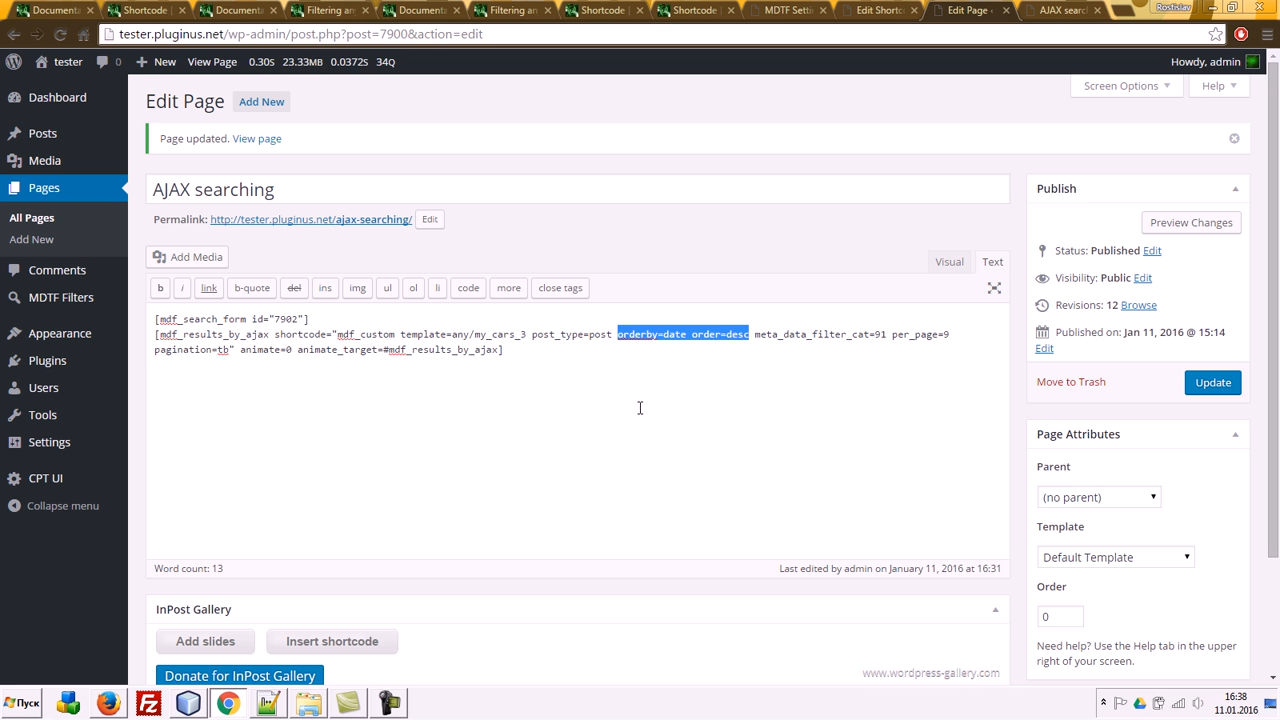 Documenta
Shortcode
Documenta
Filtering an
Documenta
Filtering an
Shortcode
Shortcode
MDTF Sett
Edit Shortc
Edit Page
AJAX searc
Rostislav
tester.pluginus.net/wp-admin/post.php?post=7900&action=edit
tester 0 New View Page 0.30S 23.33MB 0.0372S 34Q Howdy, admin
Dashboard
Posts
Media
Pages
All Pages
Add New
Comments
MDTF Filters
Appearance
Plugins
Users
Tools
Settings
CPT UI
Collapse menu
Screen Options Help
Edit Page Add New
Page updated. View page
AJAX searching
Permalink: http://tester.pluginus.net/ajax-searching/ Edit
Add Media
Visual Text
b i link b-quote del ins img ul ol li code more close tags
[mdf_search_form id="7902"]
[mdf_results_by_ajax shortcode="mdf_custom template=any/my_cars_3 post_type=post orderby=date order=desc meta_data_filter_cat=91 per_page=9
pagination=tb" animate=0 animate_target=#mdf_results_by_ajax]
Word count: 13 Last edited by admin on January 11, 2016 at 16:31
InPost Gallery
Add slides Insert shortcode
Donate for InPost Gallery www.wordpress-gallery.com
Publish
Preview Changes
Status: Published Edit
Visibility: Public Edit
Revisions: 12 Browse
Published on: Jan 11, 2016 @ 15:14
Edit
Move to Trash Update
Page Attributes
Parent
(no parent)
Template
Default Template
Order
0
Need help? Use the Help tab in the upper
right of your screen.
Пуск
16:38
11.01.2016